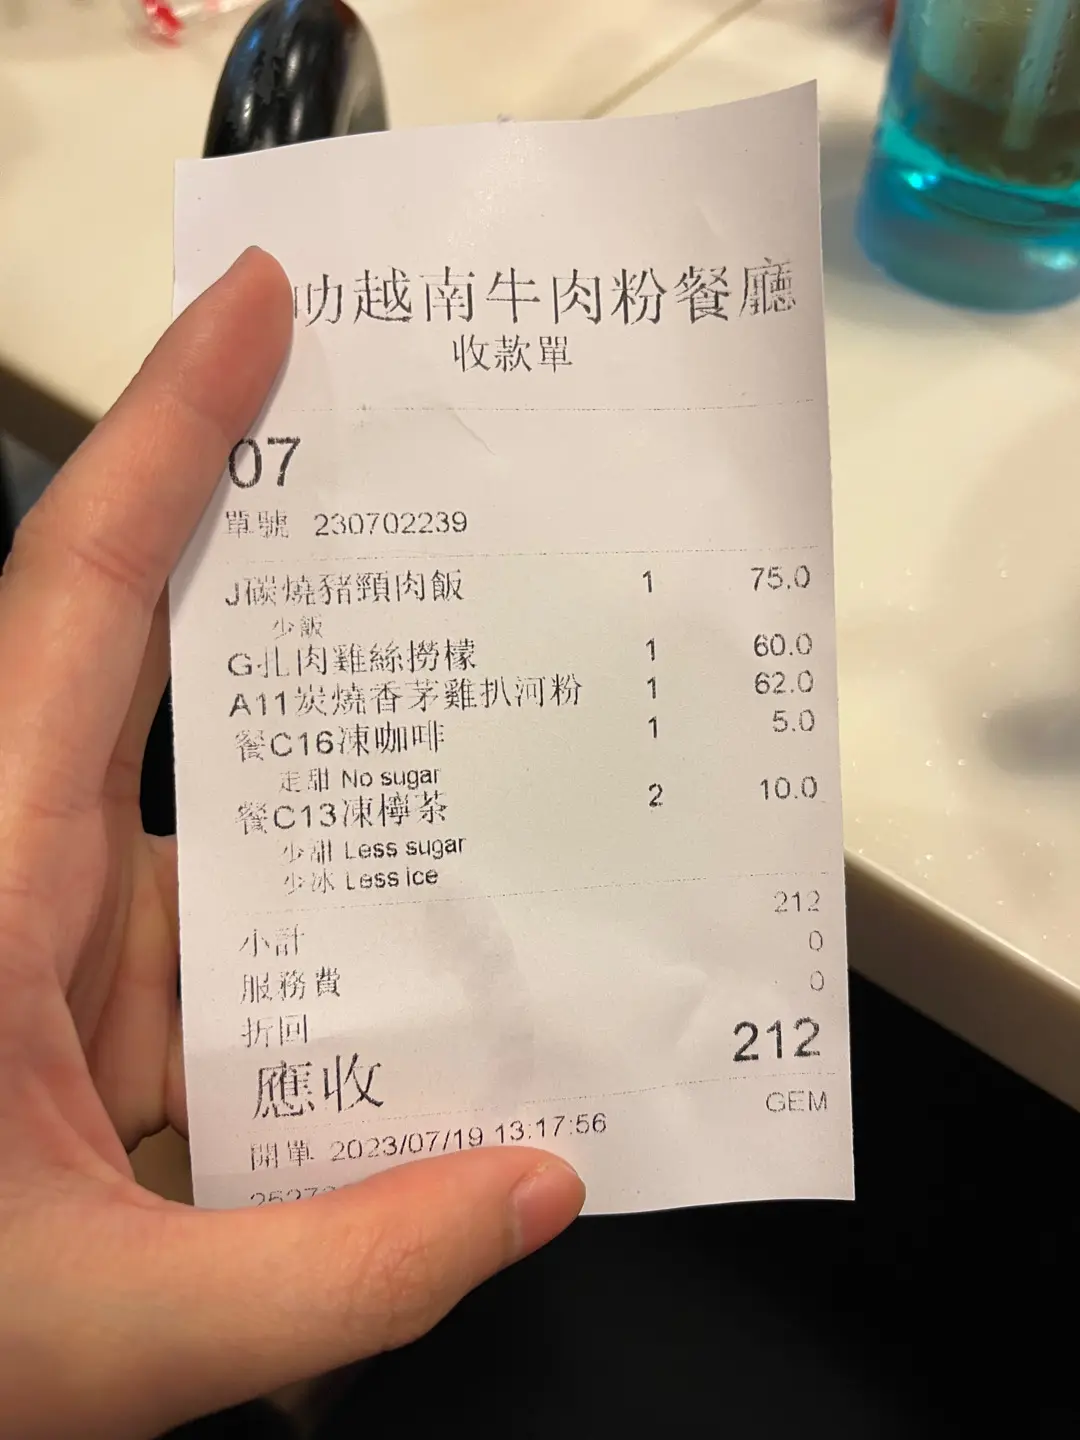 叻越南牛肉粉餐廳
收款單
07
單號 230702239
J碳燒豬頸肉飯 1 75.0
少飯
G扎肉雞絲撈檬 1 60.0
A11炭燒香茅雞扒河粉 1 62.0
餐C16凍咖啡 1 5.0
走甜 No sugar
餐C13凍檸茶 2 10.0
少甜 Less sugar
少冰 Less ice
小計 212
服務費 0
折回 0
應收 212
開單 2023/07/19 13:17:56 GEM